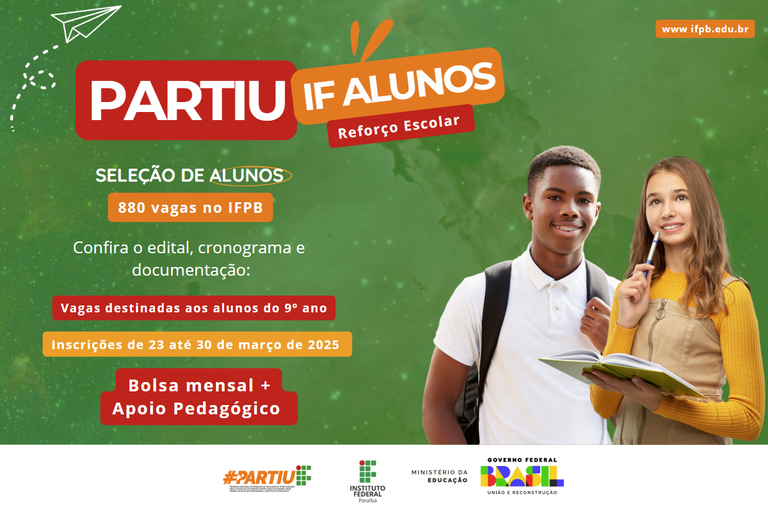 www.ifpb.edu.br
PARTIU
IF ALUNOS
Reforço Escolar
SELEÇÃO DE ALUNOS
880 vagas no IFPB
Confira o edital, cronograma e
documentação:
Vagas destinadas aos alunos do 9º ano
Inscrições de 23 até 30 de março de 2025
Bolsa mensal +
Apoio Pedagógico
#PARTIU
INSTITUTO
FEDERAL
Paraíba
MINISTÉRIO DA
EDUCAÇÃO
GOVERNO FEDERAL
BRASIL
UNIÃO E RECONSTRUÇÃO